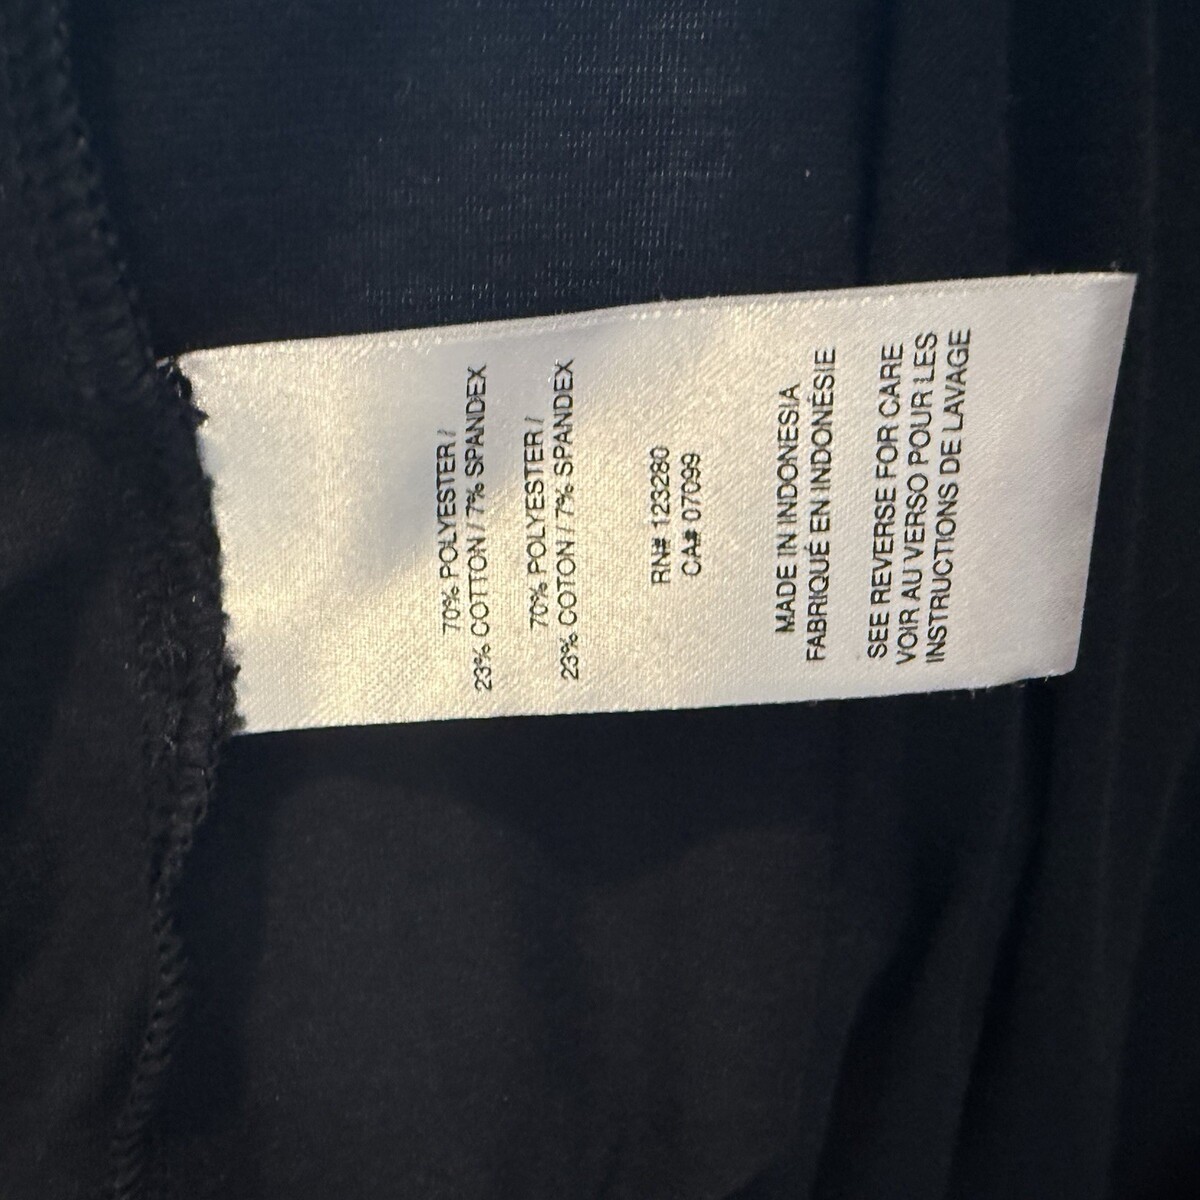 70% POLYESTER /
23% COTTON / 7% SPANDEX
70% POLYESTER /
23% COTON / 7% SPANDEX
RN# 123280
CA# 07099
MADE IN INDONESIA
FABRIQUÉ EN INDONÉSIE
SEE REVERSE FOR CARE
VOIR AU VERSO POUR LES
INSTRUCTIONS DE LAVAGE